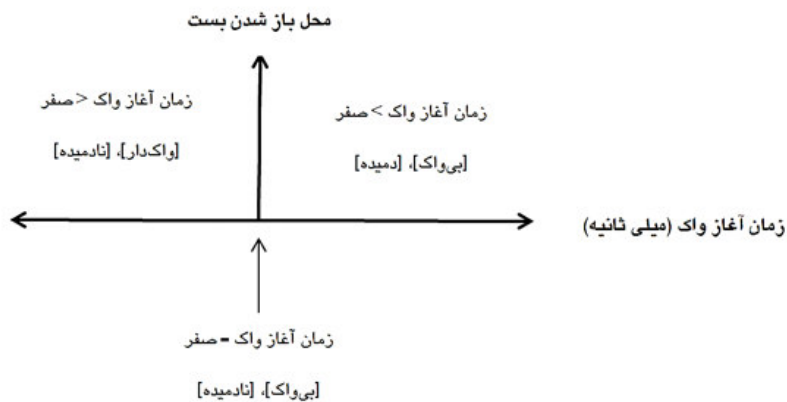 محل باز شدن بست
زمان آغاز واک > صفر
[بی‌واک]، [دمیده]
زمان آغاز واک < صفر
[واک‌دار]، [نادمیده]
زمان آغاز واک (میلی ثانیه)
زمان آغاز واک = صفر
[بی‌واک]، [نادمیده]